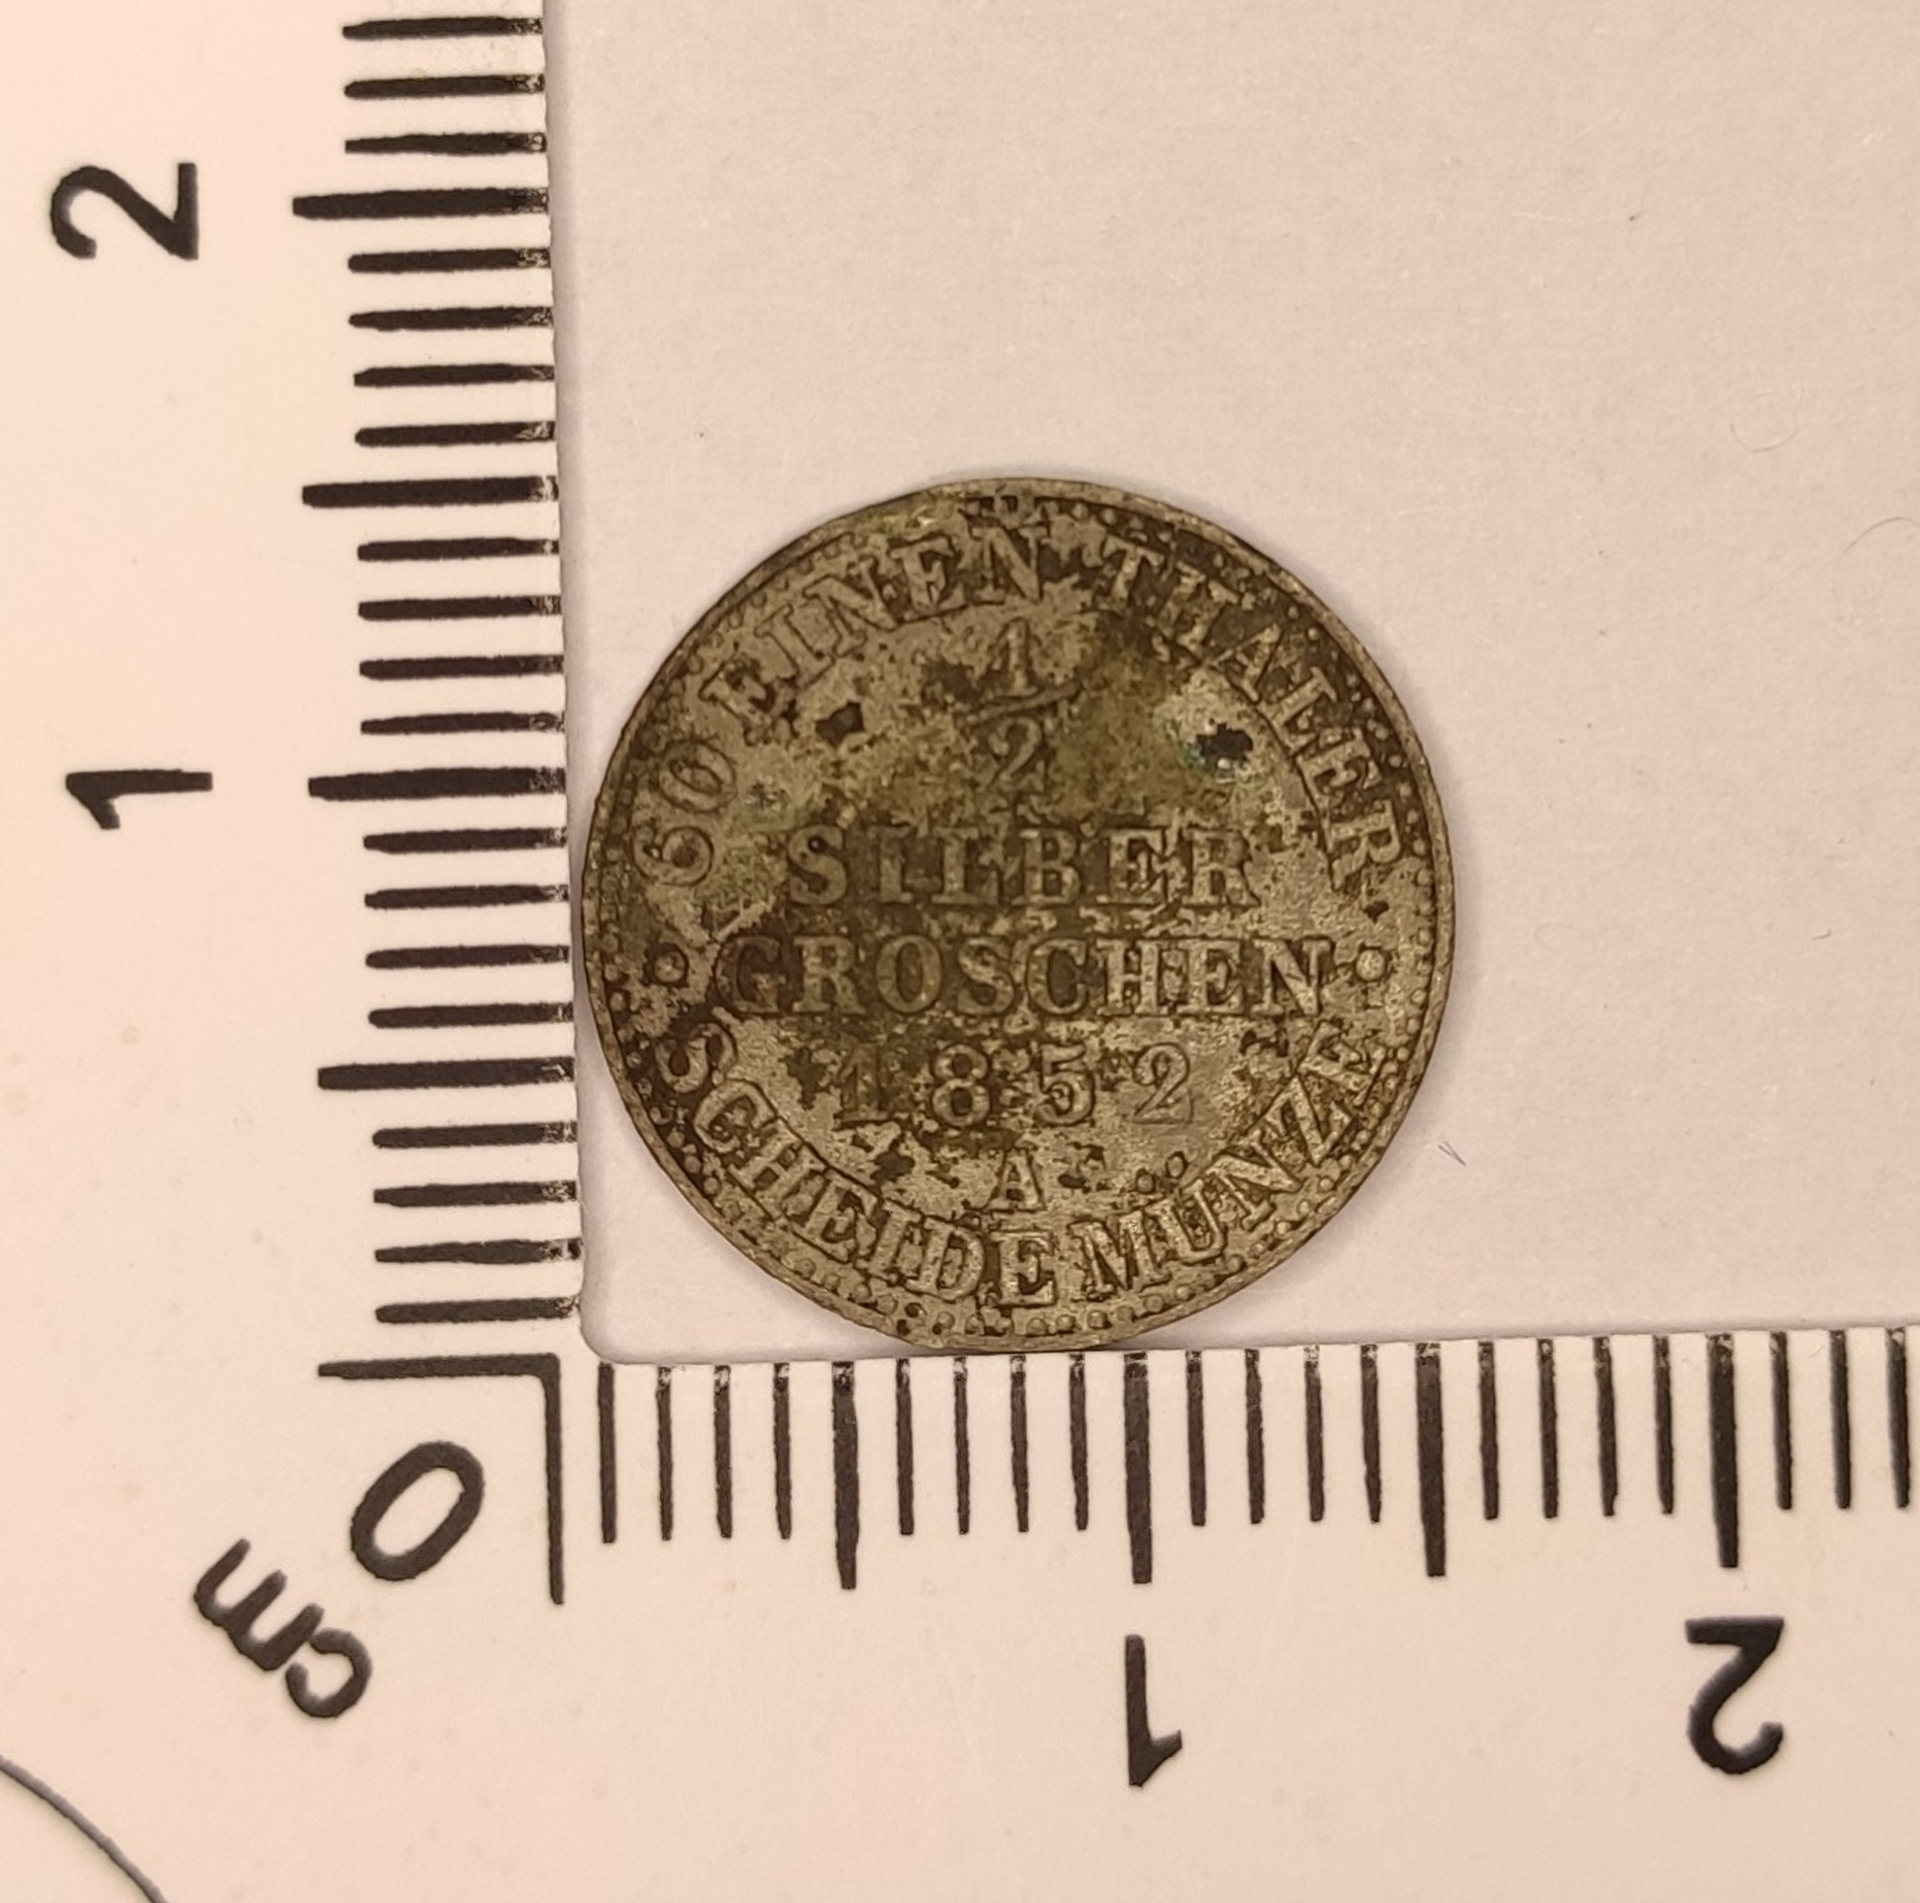 60 EINEN THALER
1/2
SILBER
GROSCHEN
1852
A
SCHEIDE MÜNZE
2
1
0
cm
1
2